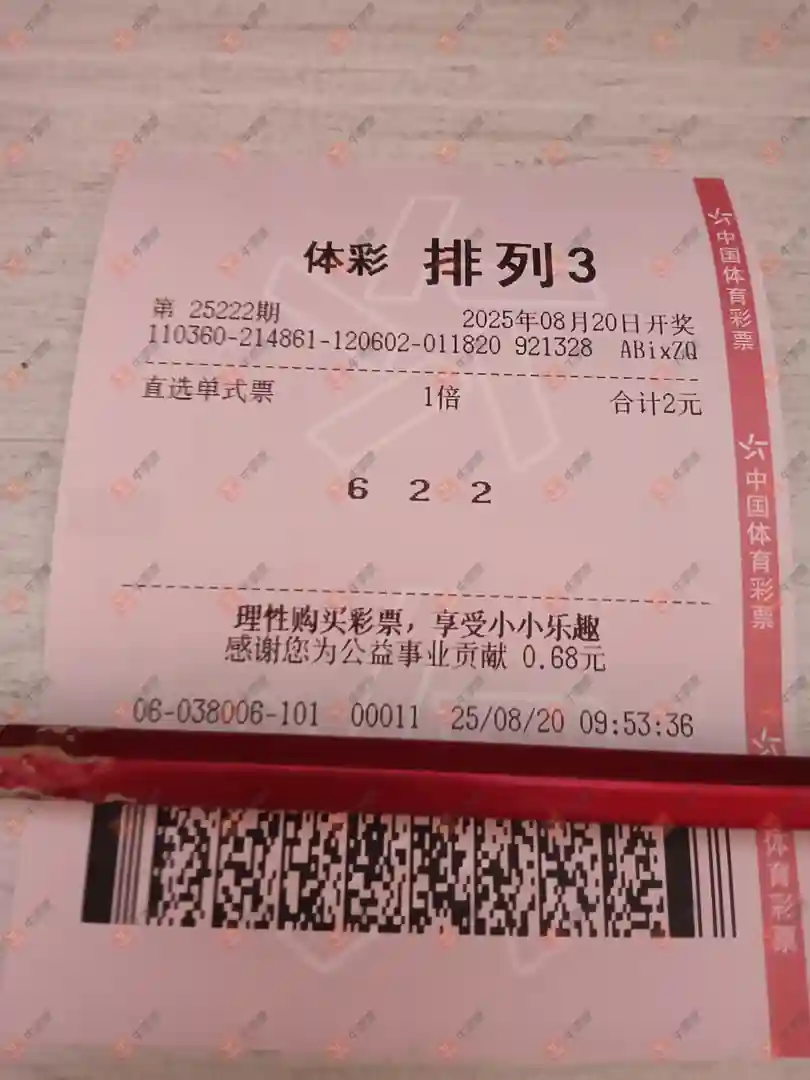 体彩 排列3
第 25222期 2025年08月20日开奖
110360-214861-120602-011820 921328 ABixZQ
直选单式票 1倍 合计2元
6 2 2
理性购买彩票，享受小小乐趣
感谢您为公益事业贡献 0.68元
06-038006-101 00011 25/08/20 09:53:36
中国体育彩票
中国体育彩票
体育彩票